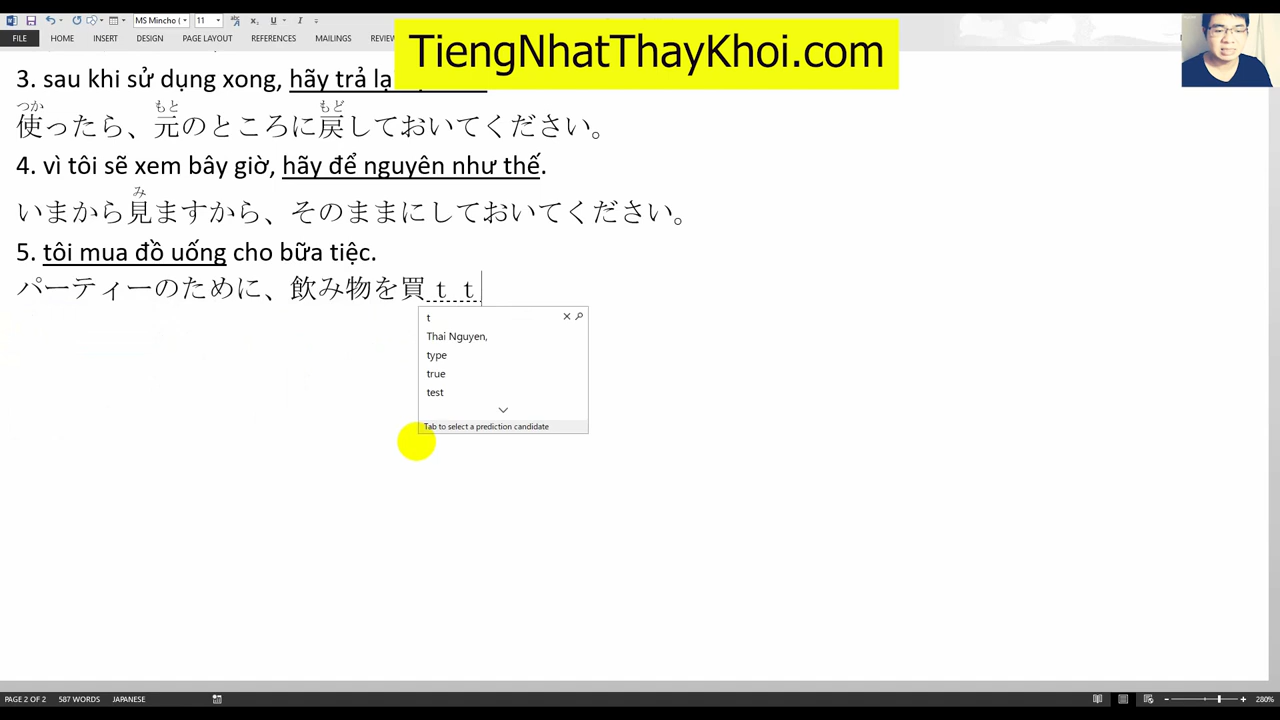 MS Mincho (
11
FILE
HOME
INSERT
DESIGN
PAGE LAYOUT
REFERENCES
MAILINGS
TiengNhatThayKhoi.com
3. sau khi sử dụng xong, hãy trả
つか もと もど
使ったら、元のところに戻しておいてください。
4. vì tôi sẽ xem bây giờ, hãy để nguyên như thế.
み
いまから見ますから、そのままにしておいてください。
5. tôi mua đồ uống cho bữa tiệc.
パーティーのために、飲み物を買ｔｔ
t
Thai Nguyen,
type
true
test
Tab to select a prediction candidate
PAGE 2 OF 2
587 WORDS
JAPANESE
280%